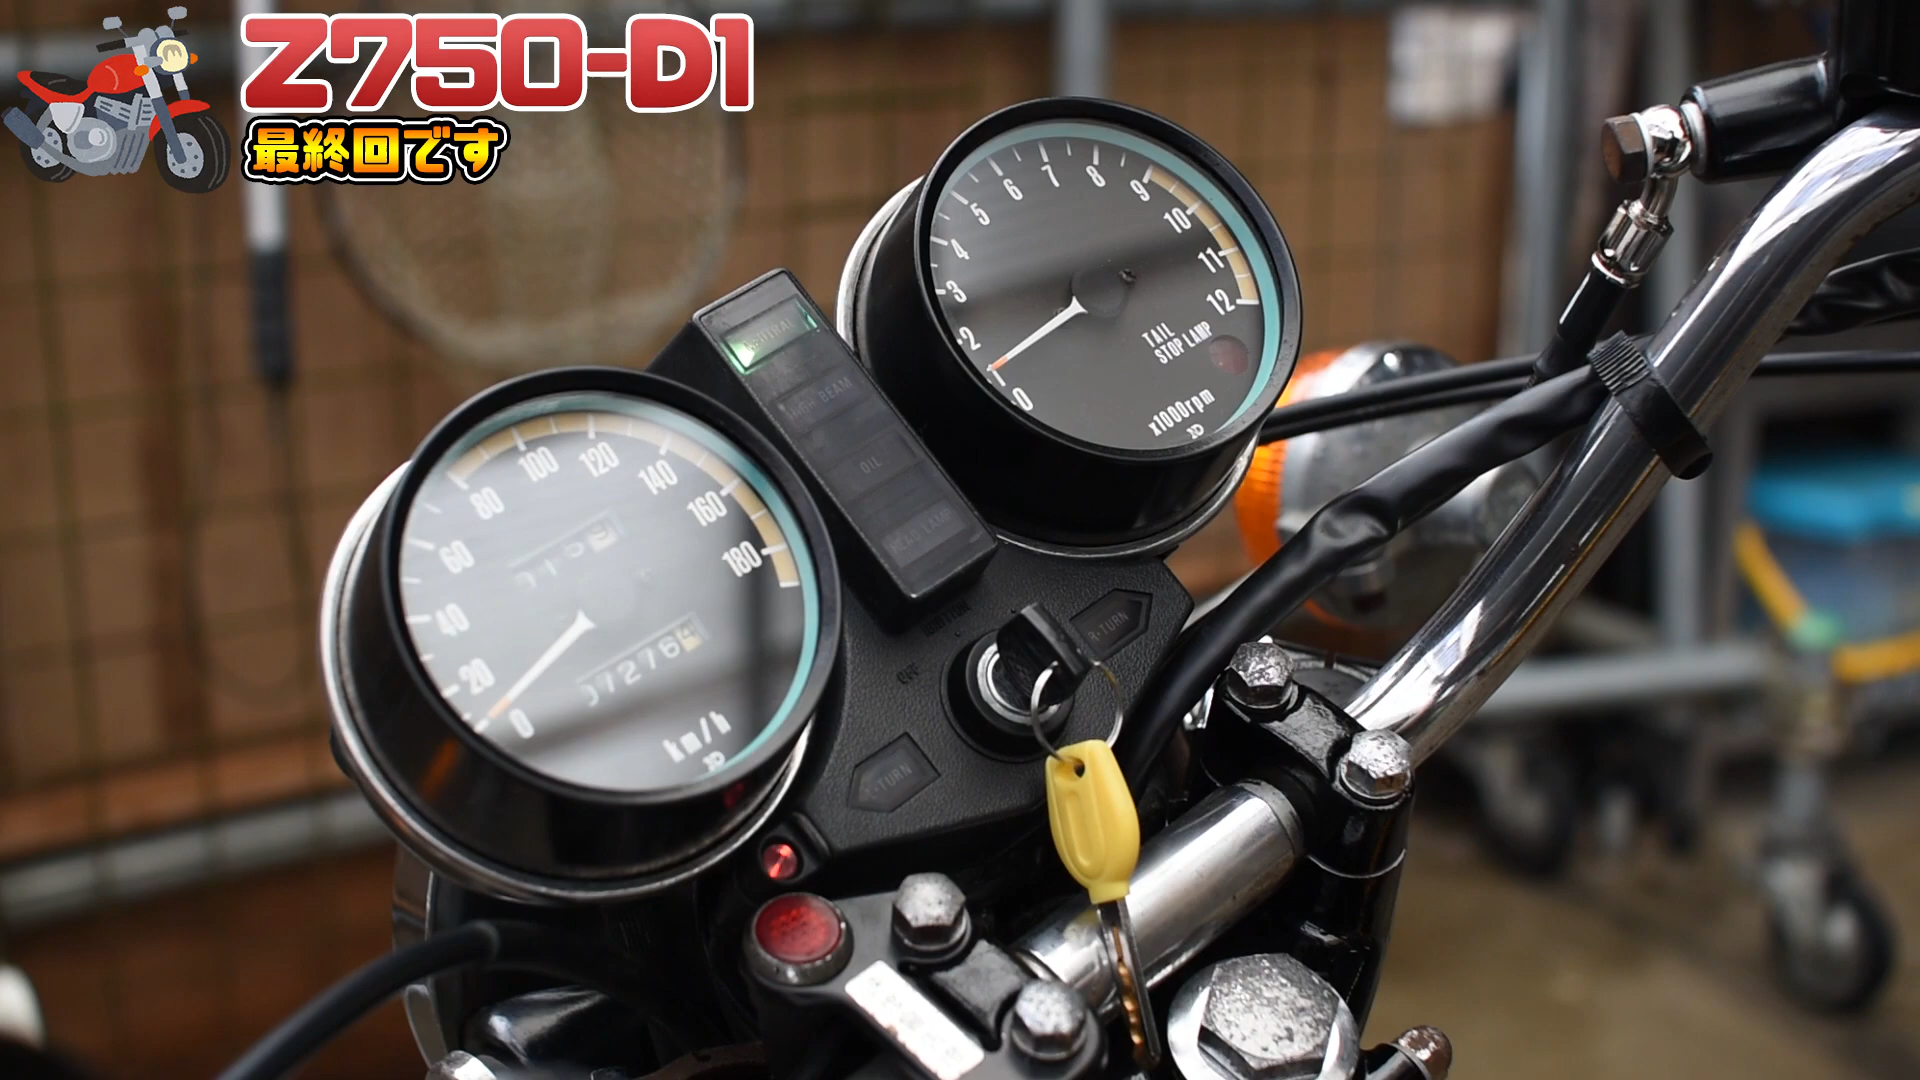 Z750-D1
最終回です
0
1
2
3
4
5
6
7
8
9
10
11
12
TAIL
STOP LAMP
x1000rpm
NEUTRAL
HIGH BEAM
OIL
HEAD LAMP
0
20
40
60
80
100
120
140
160
180
km/h
OFF
R-TURN
L-TURN